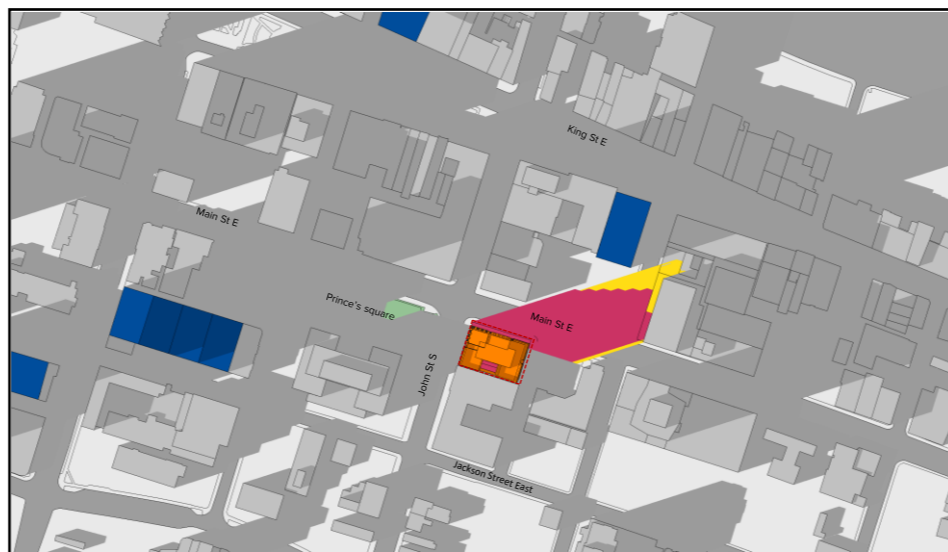 King St E
Main St E
Prince's square
Main St E
John St S
Jackson Street East